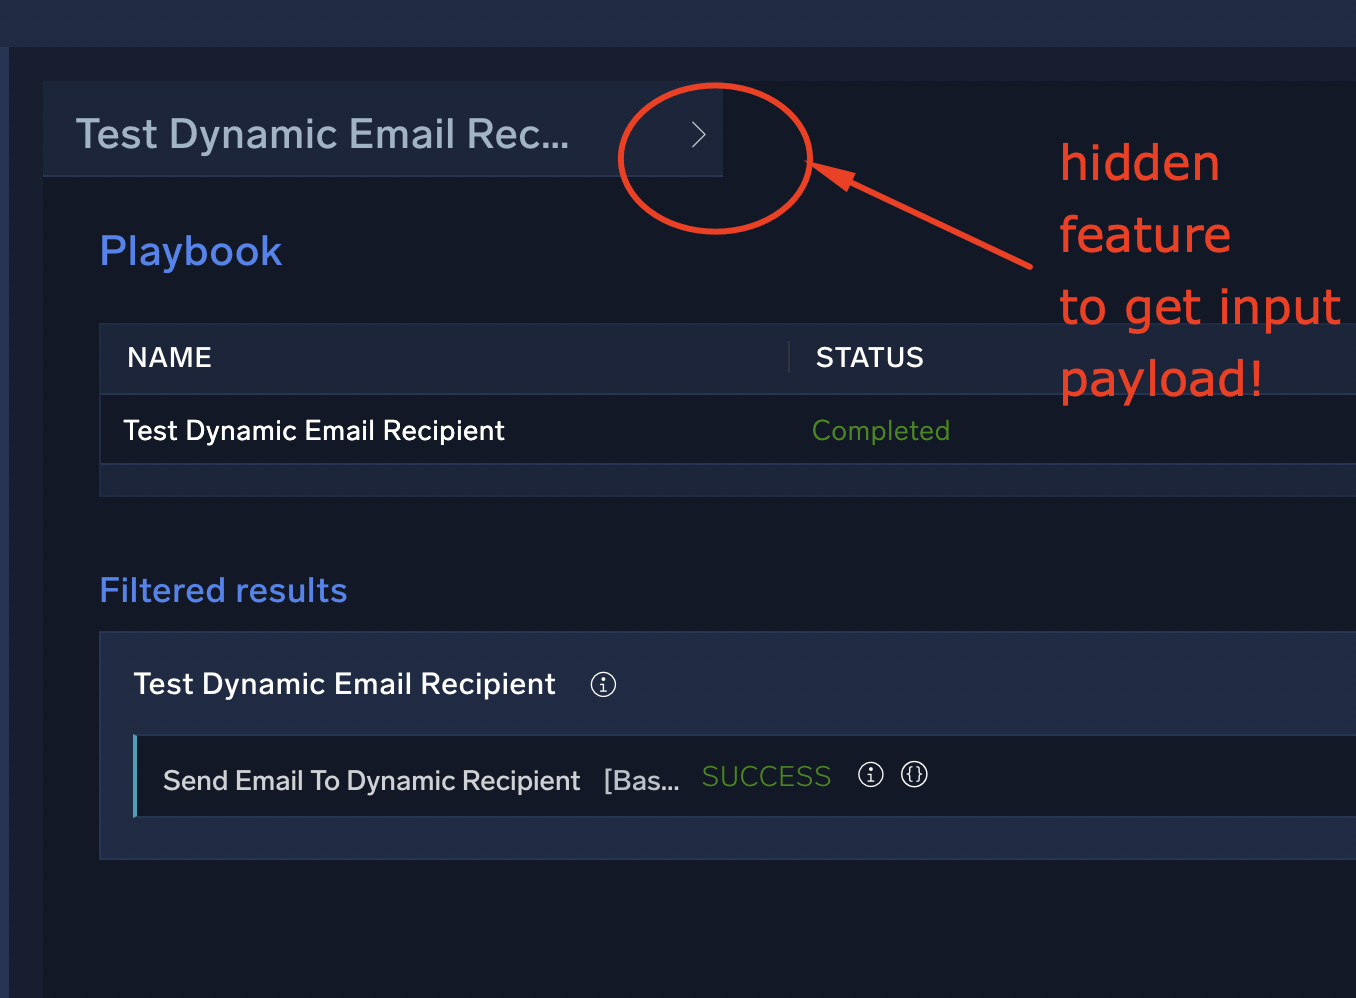 Test Dynamic Email Rec...
hidden
feature
to get input
payload!
Playbook
NAME STATUS
Test Dynamic Email Recipient Completed
Filtered results
Test Dynamic Email Recipient
Send Email To Dynamic Recipient [Bas... SUCCESS